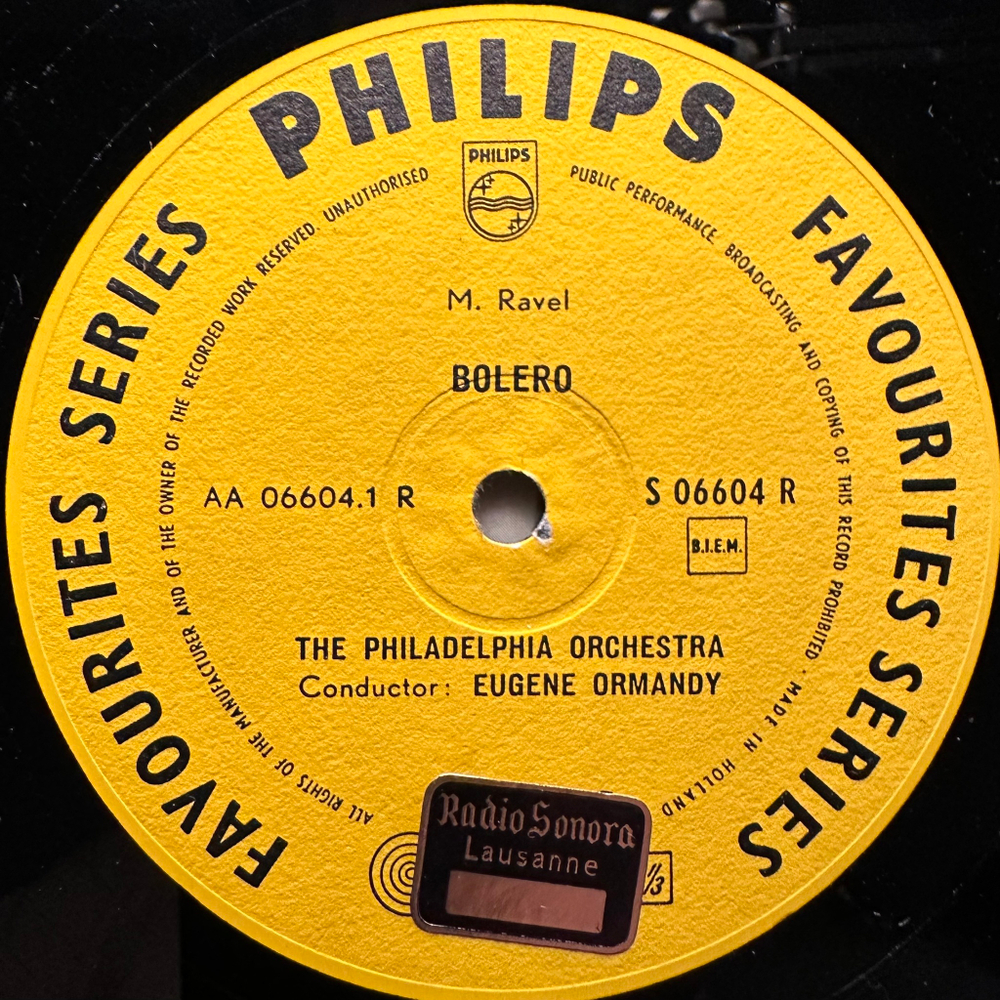 PHILIPS
FAVOURITES SERIES
FAVOURITES SERIES
ALL RIGHTS OF THE MANUFACTURER AND OF THE OWNER OF THE RECORDED WORK RESERVED. UNAUTHORISED PUBLIC PERFORMANCE, BROADCASTING AND COPYING OF THIS RECORD PROHIBITED · MADE IN HOLLAND
PHILIPS
M. Ravel
BOLERO
AA 06604.1 R
S 06604 R
B.I.E.M.
THE PHILADELPHIA ORCHESTRA
Conductor: EUGENE ORMANDY
Radio Sonora
Lausanne